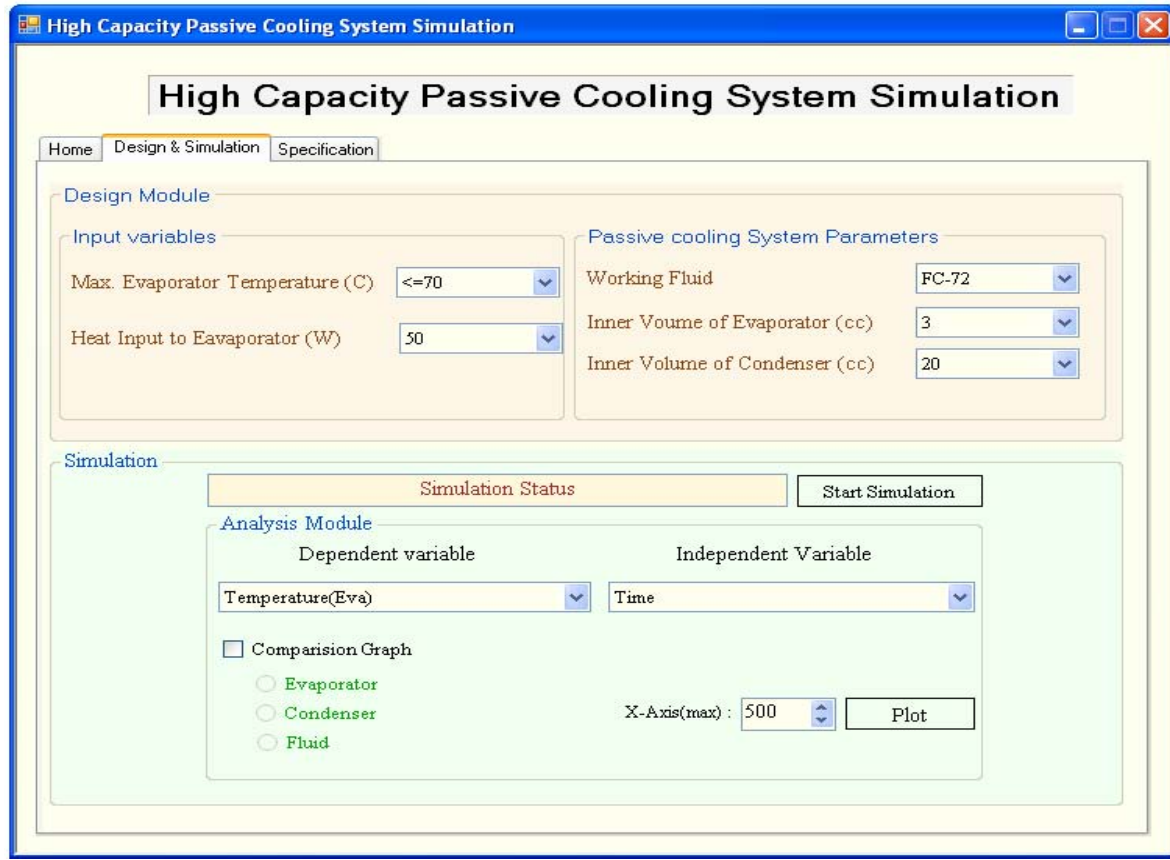 High Capacity Passive Cooling System Simulation
High Capacity Passive Cooling System Simulation
Home Design & Simulation Specification
Design Module
Input variables
Max. Evaporator Temperature (C) <=70
Heat Input to Eavaporator (W) 50
Passive cooling System Parameters
Working Fluid FC-72
Inner Voume of Evaporator (cc) 3
Inner Volume of Condenser (cc) 20
Simulation
Simulation Status Start Simulation
Analysis Module
Dependent variable Independent Variable
Temperature(Eva) Time
Comparision Graph
Evaporator
Condenser
Fluid
X-Axis(max) : 500 Plot